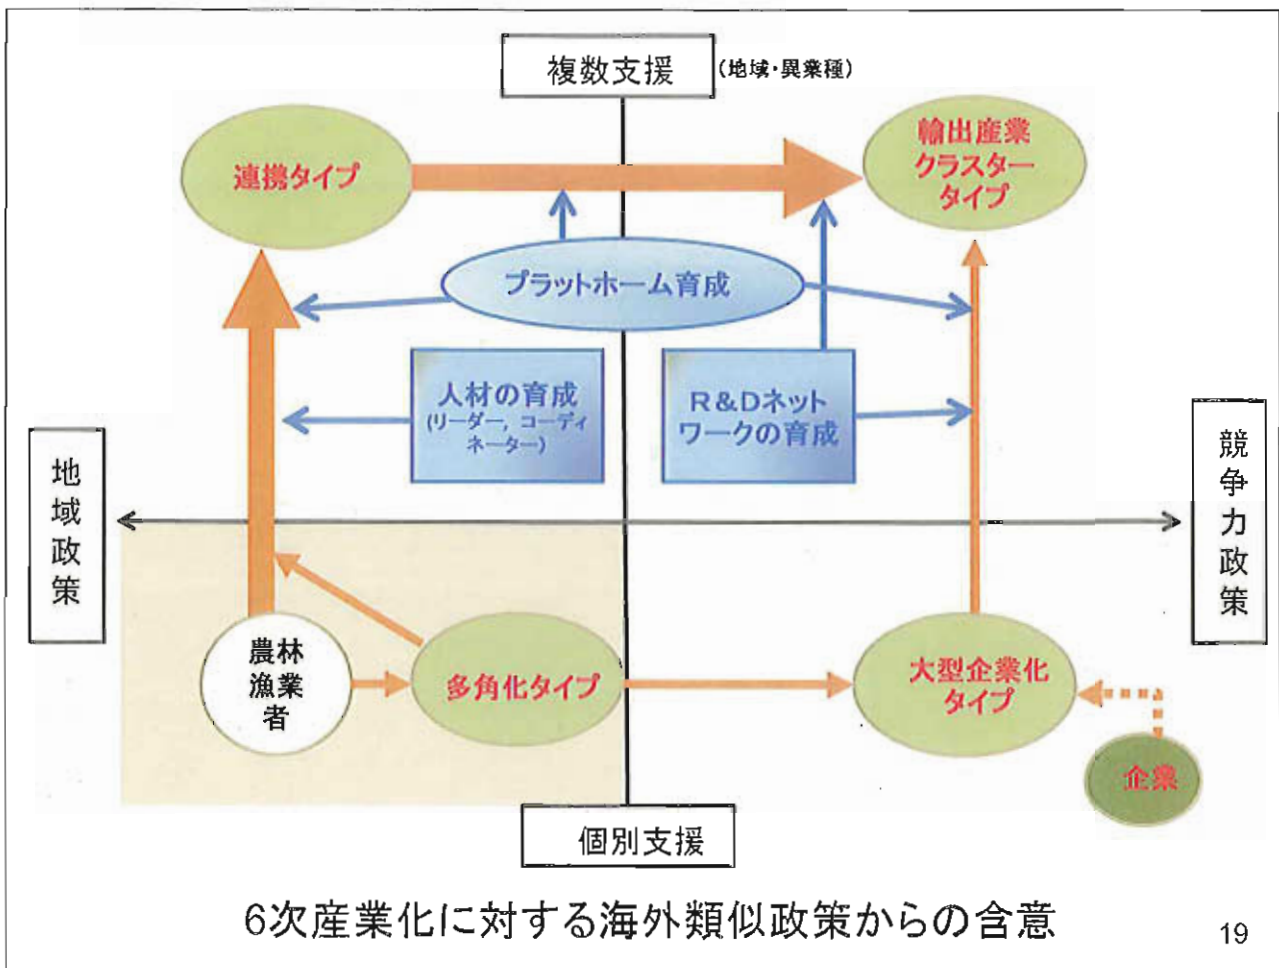 複数支援
(地域・異業種)
連携タイプ
輸出産業
クラスター
タイプ
プラットホーム育成
人材の育成
(リーダー, コーディ
ネーター)
R&Dネット
ワークの育成
地
域
政
策
競
争
力
政
策
農林
漁業
者
多角化タイプ
大型企業化
タイプ
企業
個別支援
6次産業化に対する海外類似政策からの含意
19